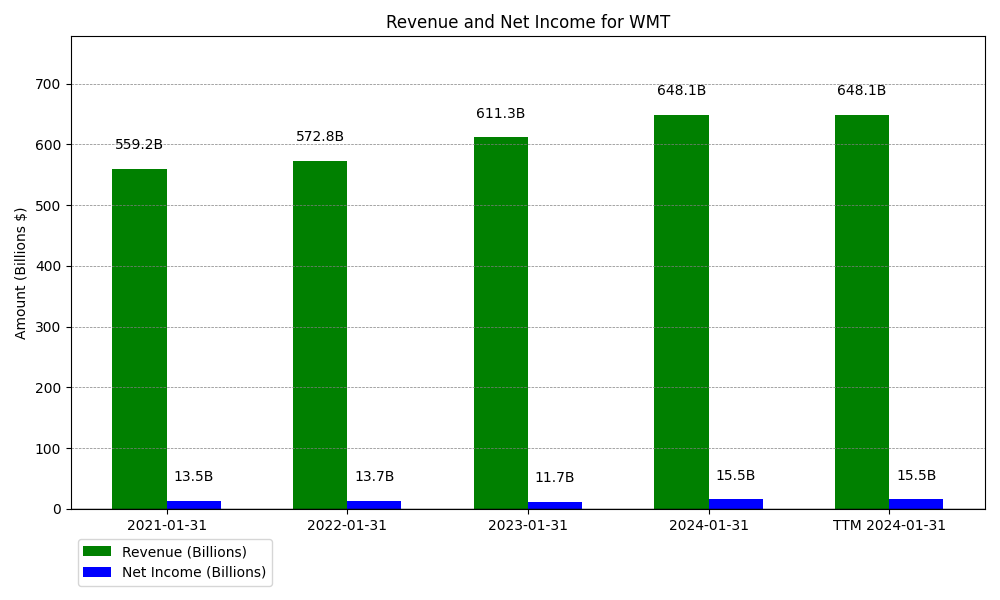 Revenue and Net Income for WMT
Amount (Billions $)
700
600
500
400
300
200
100
0
559.2B
572.8B
611.3B
648.1B
648.1B
13.5B
13.7B
11.7B
15.5B
15.5B
2021-01-31
2022-01-31
2023-01-31
2024-01-31
TTM 2024-01-31
Revenue (Billions)
Net Income (Billions)